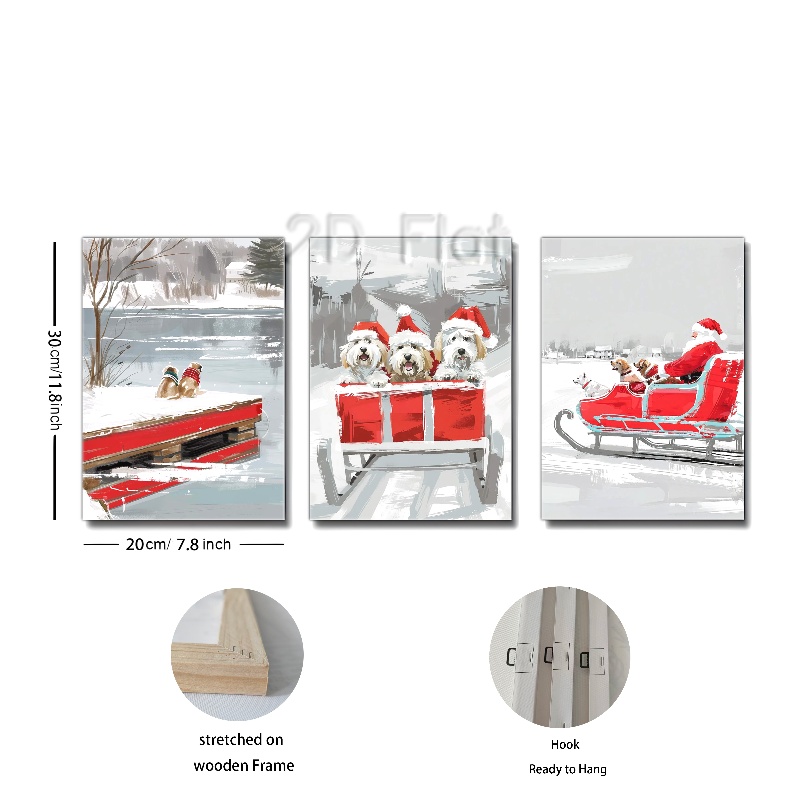 2D Flat
30cm/11.8inch
20cm/ 7.8 inch
stretched on
wooden Frame
Hook
Ready to Hang